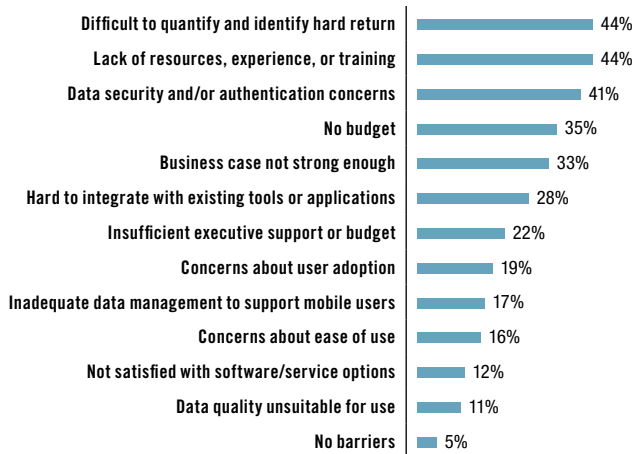 Difficult to quantify and identify hard return 44%
Lack of resources, experience, or training 44%
Data security and/or authentication concerns 41%
No budget 35%
Business case not strong enough 33%
Hard to integrate with existing tools or applications 28%
Insufficient executive support or budget 22%
Concerns about user adoption 19%
Inadequate data management to support mobile users 17%
Concerns about ease of use 16%
Not satisfied with software/service options 12%
Data quality unsuitable for use 11%
No barriers 5%